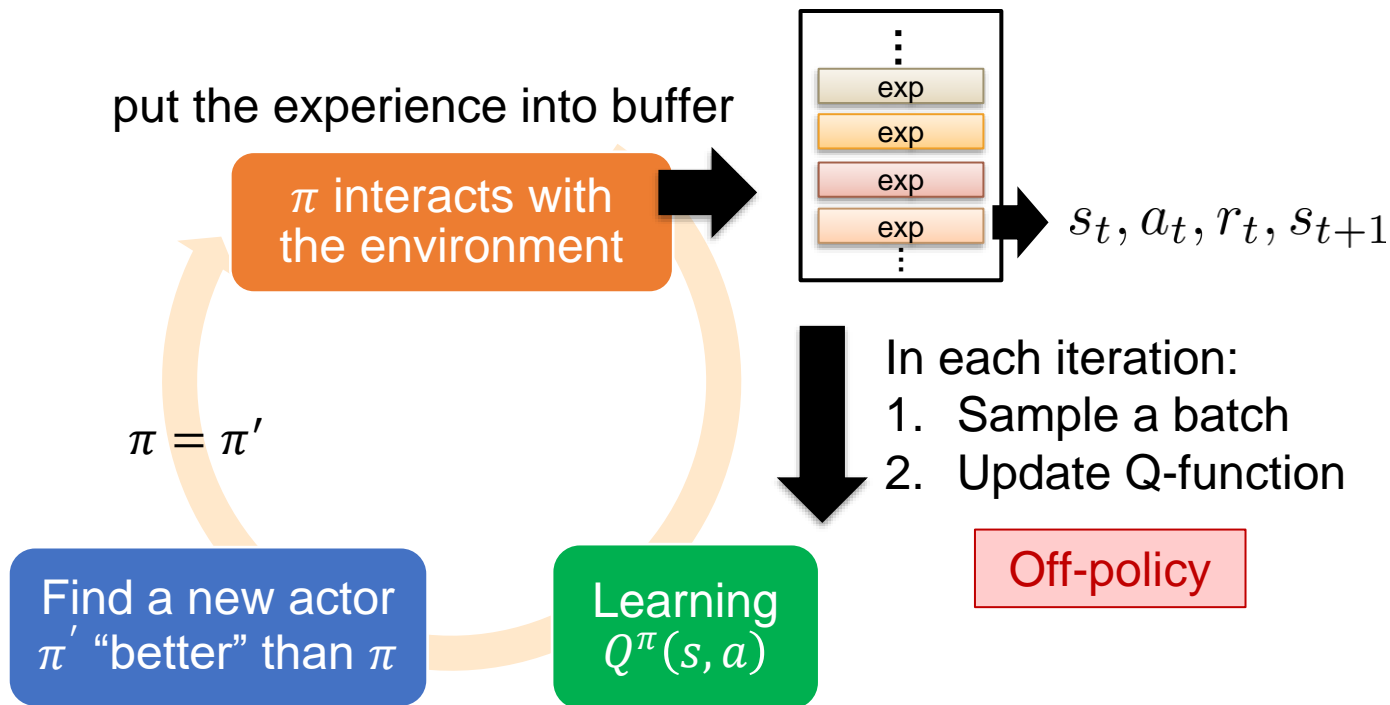 put the experience into buffer
π interacts with
the environment
⋮
exp
exp
exp
exp
⋮
s_t, a_t, r_t, s_{t+1}
In each iteration:
1. Sample a batch
2. Update Q-function
Off-policy
π = π′
Find a new actor
π′ “better” than π
Learning
Q^π(s, a)